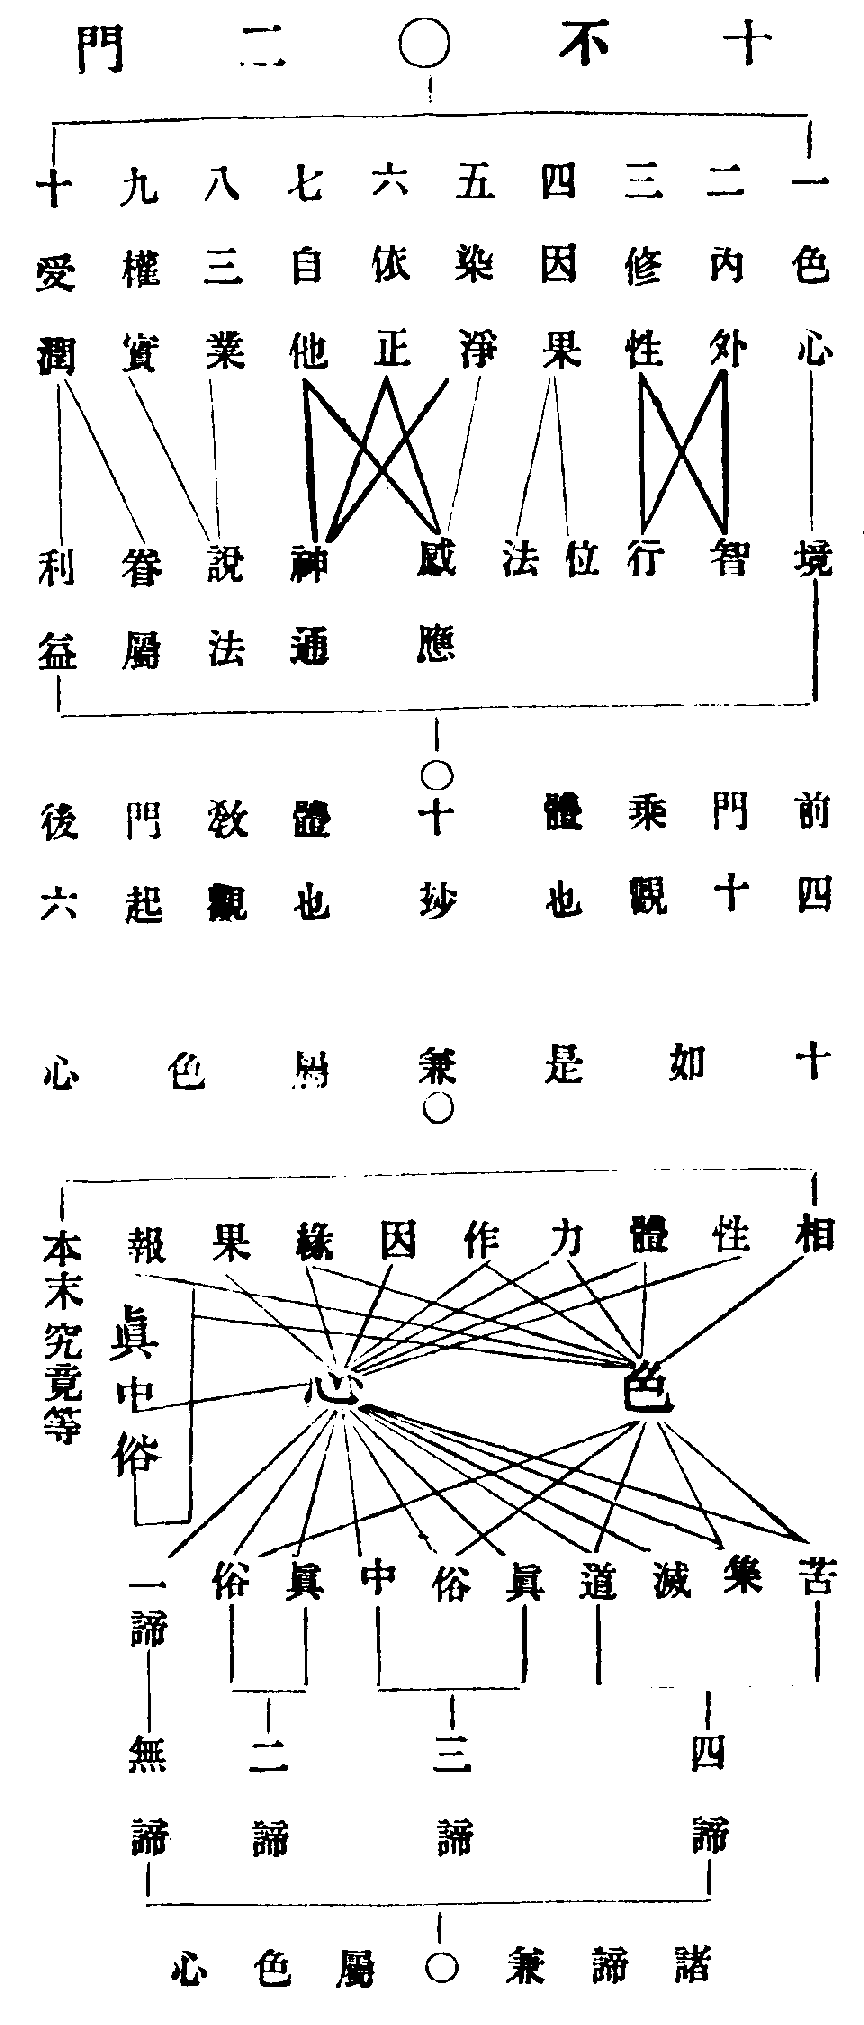 十不二門
一色心
二內外
三修性
四因果
五染淨
六依正
七自他
八三業
九權實
十受潤
境
智
行
位
法
感應
神通
說法
眷屬
利益
前四
門十
乘觀
體也
十抄
體也
教觀
門起
後六
十如是兼屬色心
相
性
體
力
作
因
緣
果
報
本末究竟等
眞中俗
心
色
苦
集
滅
道
眞
俗
中
眞
俗
一諦
四諦
三諦
二諦
無諦
諸諦兼屬色心